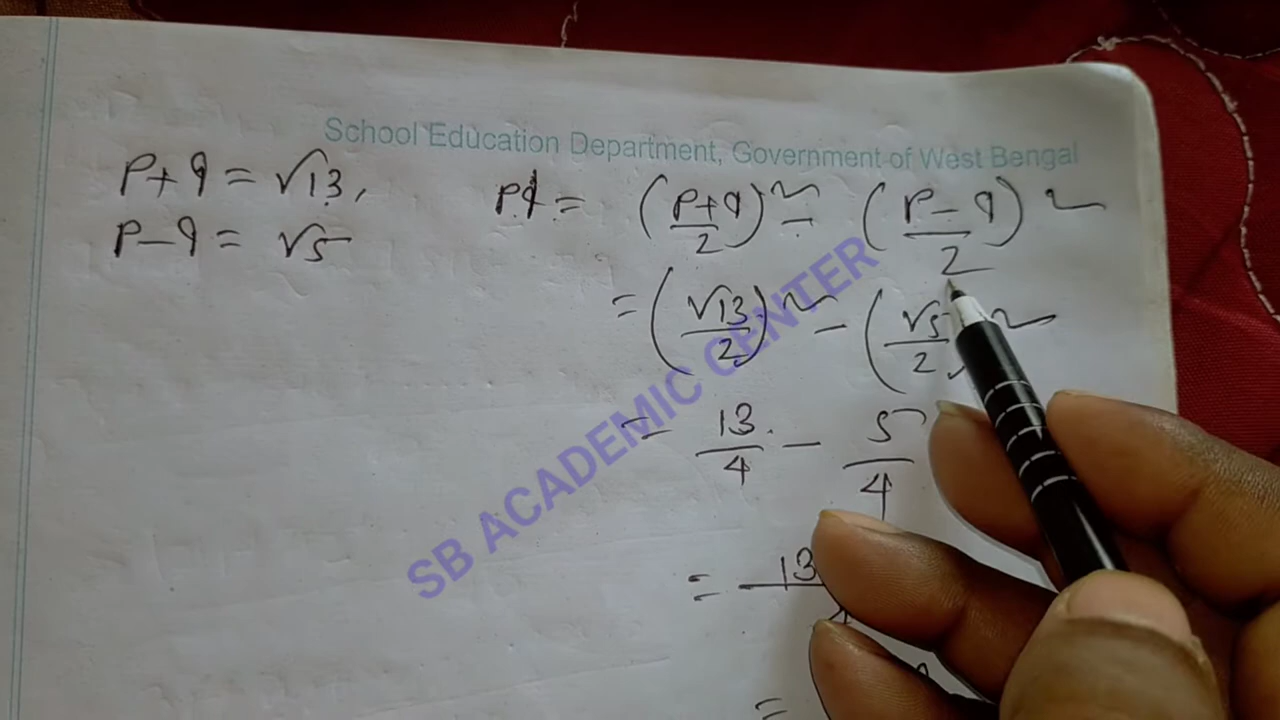 School Education Department, Government of West Bengal
P+q = √13,
P-q = √5
pq = (P+q/2)² - (P-q/2)²
= (√13/2)² - (√5/2)²
= 13/4 - 5/4
= 13
=
SB ACADEMIC CENTER